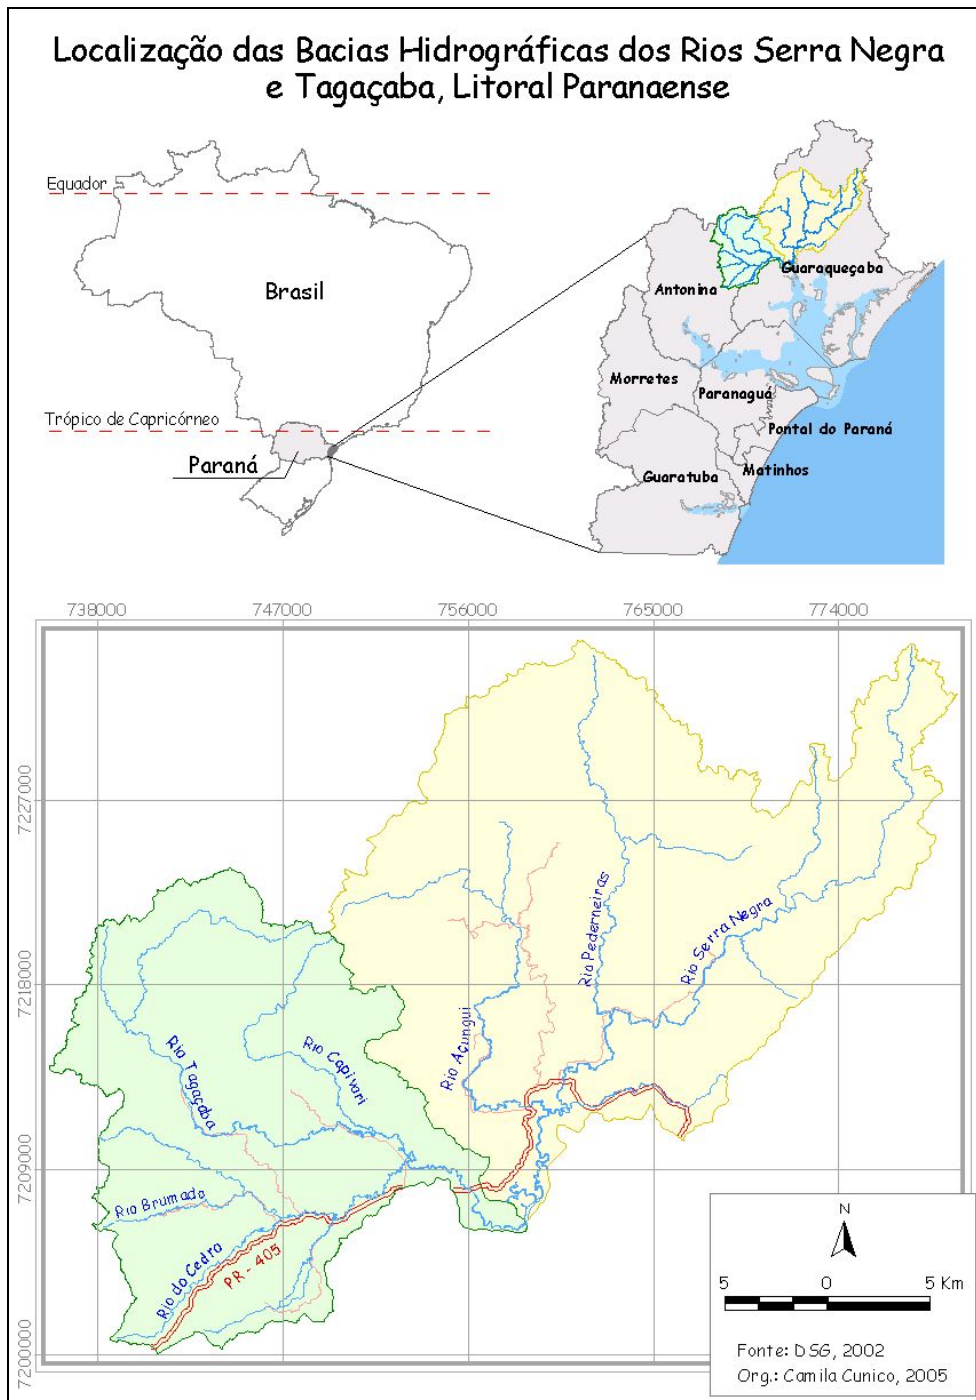 Localização das Bacias Hidrográficas dos Rios Serra Negra
e Tagaçaba, Litoral Paranaense
Equador
Brasil
Trópico de Capricórneo
Paraná
Guaraqueçaba
Antonina
Morretes
Paranaguá
Pontal do Paraná
Matinhos
Guaratuba
738000
747000
756000
765000
774000
7227000
7218000
7209000
7200000
Rio Pederneiras
Rio Serra Negra
Rio Açungui
Rio Capivari
Rio Tagaçaba
Rio Brumado
Rio do Cedro
PR - 405
N
5 0 5 Km
Fonte: DSG, 2002
Org.: Camila Cunico, 2005